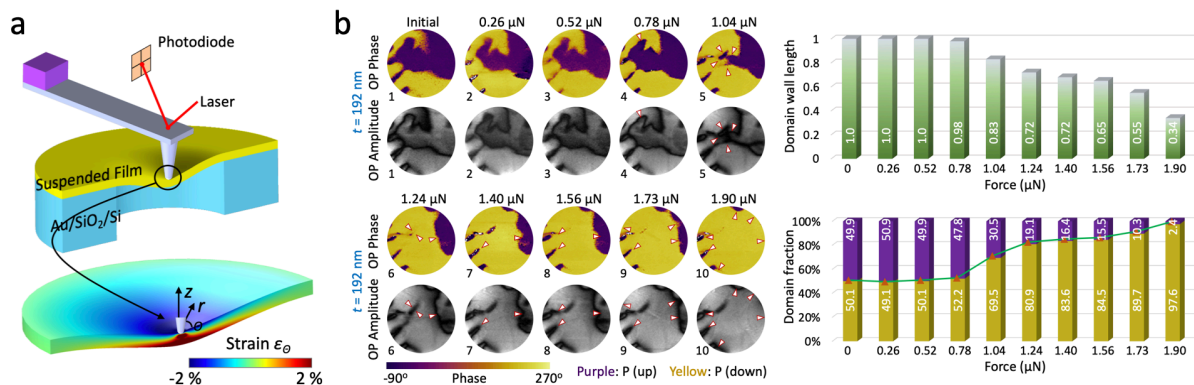 a
Photodiode
Laser
Suspended Film
Au/SiO₂/Si
z
r
o
Strain ε_Θ
-2 %
2 %
b
Initial
0.26 µN
0.52 µN
0.78 µN
1.04 µN
t = 192 nm
OP Phase
1
2
3
4
5
OP Amplitude
1
2
3
4
5
1.24 µN
1.40 µN
1.56 µN
1.73 µN
1.90 µN
t = 192 nm
OP Phase
6
7
8
9
10
OP Amplitude
6
7
8
9
10
-90°
Phase
270°
Purple: P (up)
Yellow: P (down)
Domain wall length
1
0.8
0.6
0.4
0.2
0
1.0
1.0
1.0
0.98
0.83
0.72
0.72
0.65
0.55
0.34
0
0.26
0.52
0.78
1.04
1.24
1.40
1.56
1.73
1.90
Force (µN)
Domain fraction
100%
80%
60%
40%
20%
0%
49.9
50.9
49.9
47.8
30.5
19.1
16.4
15.5
10.3
2.4
50.1
49.1
50.1
52.2
69.5
80.9
83.6
84.5
89.7
97.6
0
0.26
0.52
0.78
1.04
1.24
1.40
1.56
1.73
1.90
Force (µN)